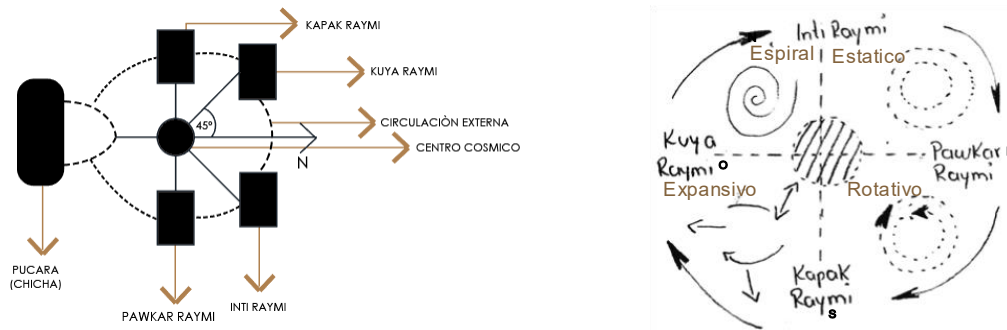 KAPAK RAYMI
KUYA RAYMI
45º
CIRCULACIÒN EXTERNA
CENTRO COSMICO
N
PUCARA
(CHICHA)
PAWKAR RAYMI
INTI RAYMI
Inti Raymi
Espiral
Estatico
Kuya
Raymi
O
Pawkar
Raymi
Expansivo
Rotativo
Kapak
Raymi
S